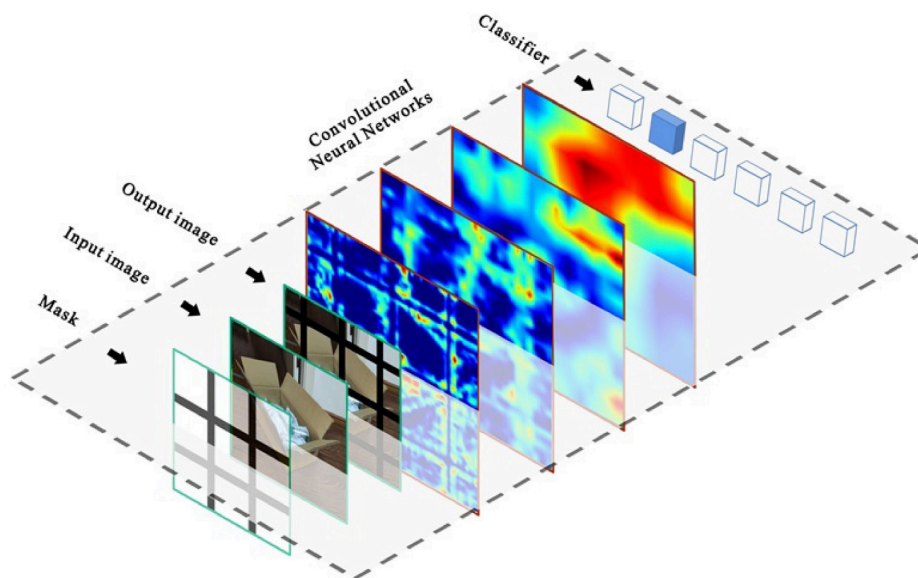 Classifier
Convolutional
Neural Networks
Output image
Input image
Mask